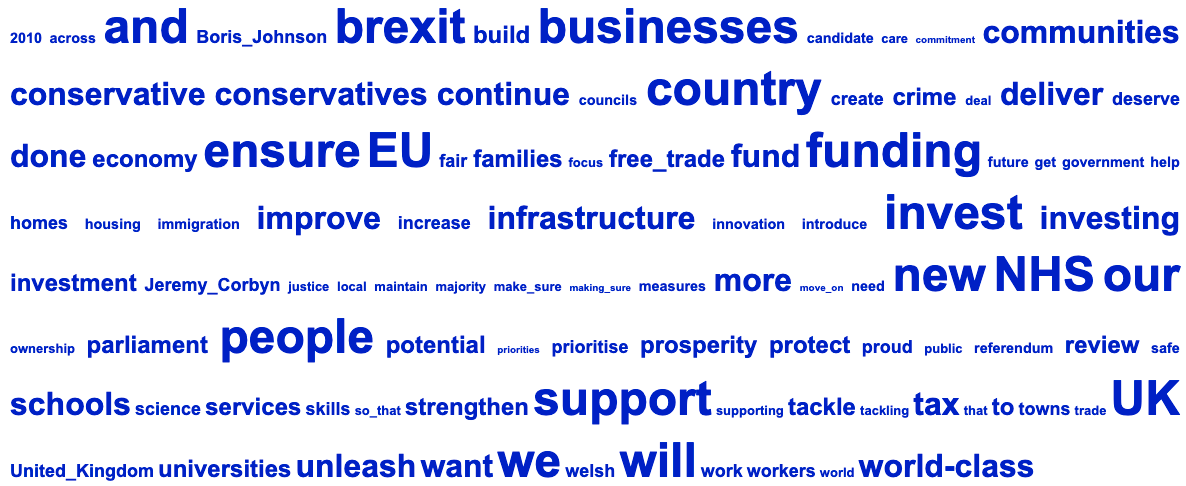 2010 across and Boris_Johnson brexit build businesses candidate care commitment communities
conservative conservatives continue councils country create crime deal deliver deserve
done economy ensure EU fair families focus free_trade fund funding future get government help
homes housing immigration improve increase infrastructure innovation introduce invest investing
investment Jeremy_Corbyn justice local maintain majority make_sure making_sure measures more move_on need new NHS our
ownership parliament people potential priorities prioritise prosperity protect proud public referendum review safe
schools science services skills so_that strengthen support supporting tackle tackling tax that to towns trade UK
United_Kingdom universities unleash want we welsh will work workers world world-class